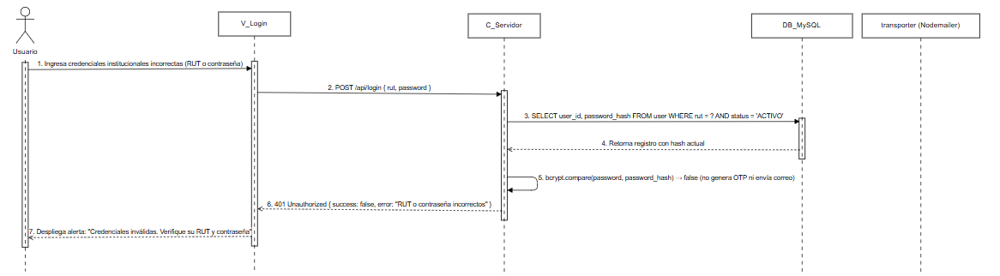 Usuario
V_Login
C_Servidor
DB_MySQL
transporter (Nodemailer)
1. Ingresa credenciales institucionales incorrectas (RUT o contraseña)
2. POST /api/login { rut, password }
3. SELECT user_id, password_hash FROM user WHERE rut = ? AND status = 'ACTIVO'
4. Retorna registro con hash actual
5. bcrypt.compare(password, password_hash) → false (no genera OTP ni envía correo)
6. 401 Unauthorized { success: false, error: "RUT o contraseña incorrectos" }
7. Despliega alerta: "Credenciales inválidas. Verifique su RUT y contraseña"